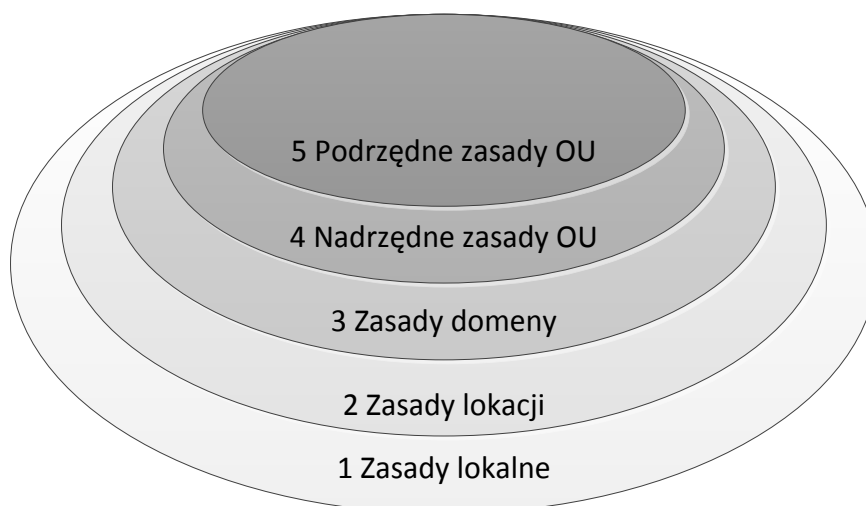 5 Podrzędne zasady OU
4 Nadrzędne zasady OU
3 Zasady domeny
2 Zasady lokacji
1 Zasady lokalne